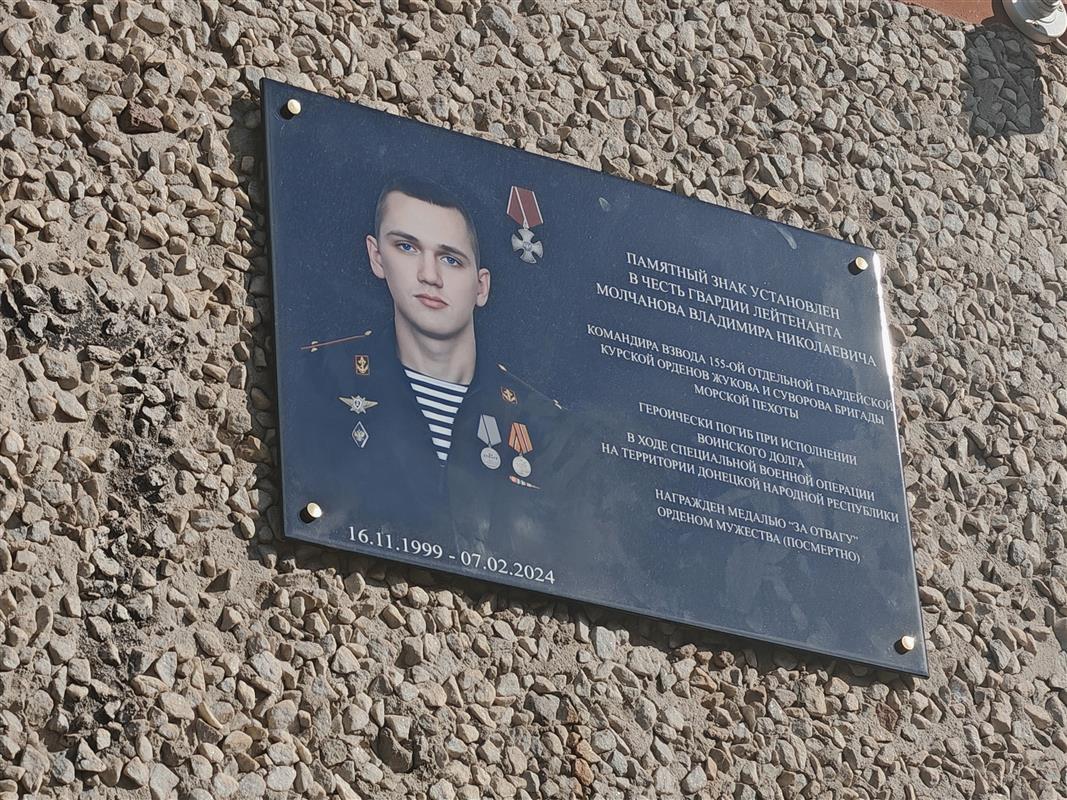 ПАМЯТНЫЙ ЗНАК УСТАНОВЛЕН
В ЧЕСТЬ ГВАРДИИ ЛЕЙТЕНАНТА
МОЛЧАНОВА ВЛАДИМИРА НИКОЛАЕВИЧА
КОМАНДИРА ВЗВОДА 155-ОЙ ОТДЕЛЬНОЙ ГВАРДЕЙСКОЙ
КУРСКОЙ ОРДЕНОВ ЖУКОВА И СУВОРОВА БРИГАДЫ
МОРСКОЙ ПЕХОТЫ
ГЕРОИЧЕСКИ ПОГИБ ПРИ ИСПОЛНЕНИИ
ВОИНСКОГО ДОЛГА
В ХОДЕ СПЕЦИАЛЬНОЙ ВОЕННОЙ ОПЕРАЦИИ
НА ТЕРРИТОРИИ ДОНЕЦКОЙ НАРОДНОЙ РЕСПУБЛИКИ
НАГРАЖДЕН МЕДАЛЬЮ "ЗА ОТВАГУ"
ОРДЕНОМ МУЖЕСТВА (ПОСМЕРТНО)
16.11.1999 - 07.02.2024